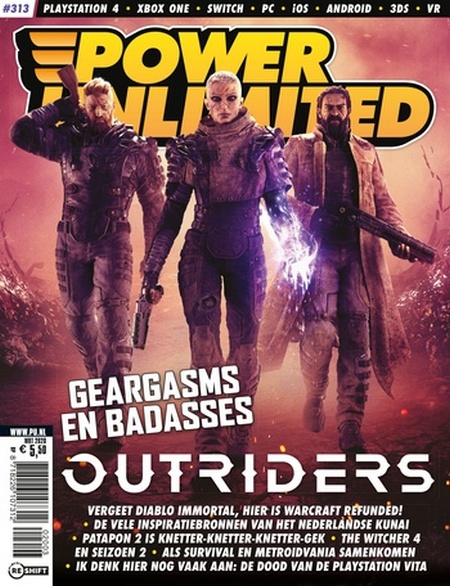 #313
PLAYSTATION 4 • XBOX ONE • SWITCH • PC • iOS • ANDROID • 3DS • VR
POWER
UNLIMITED
GEARGASMS
EN BADASSES
WWW.PU.NL
MRT 2020
€ 5,50
OUTRIDERS
VERGEET DIABLO IMMORTAL, HIER IS WARCRAFT REFUNDED!
• DE VELE INSPIRATIEBRONNEN VAN HET NEDERLANDSE KUNAI
• PATAPON 2 IS KNETTER-KNETTER-KNETTER-GEK • THE WITCHER 4
EN SEIZOEN 2 • ALS SURVIVAL EN METROIDVANIA SAMENKOMEN
• IK DENK HIER NOG VAAK AAN: DE DOOD VAN DE PLAYSTATION VITA
RESHIFT